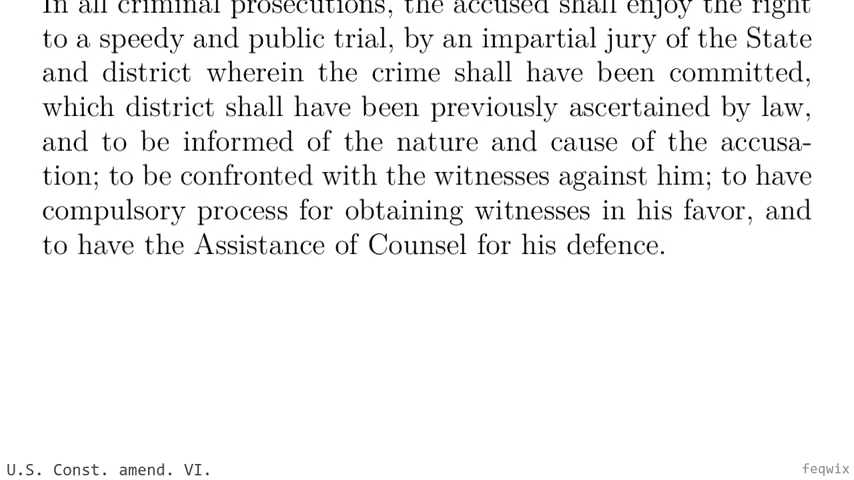 In all criminal prosecutions, the accused shall enjoy the right
to a speedy and public trial, by an impartial jury of the State
and district wherein the crime shall have been committed,
which district shall have been previously ascertained by law,
and to be informed of the nature and cause of the accusa-
tion; to be confronted with the witnesses against him; to have
compulsory process for obtaining witnesses in his favor, and
to have the Assistance of Counsel for his defence.
U.S. Const. amend. VI.
feqwix